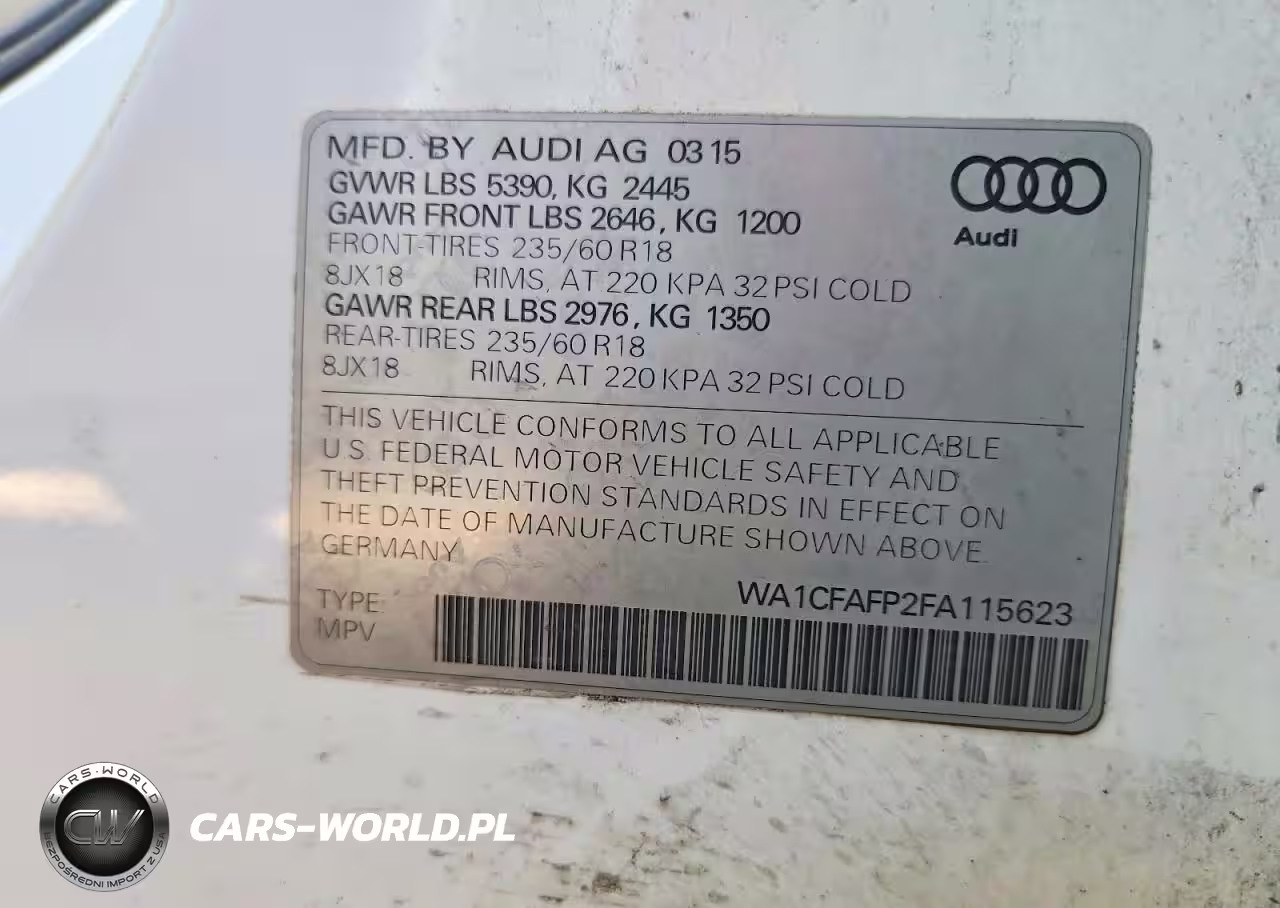 MFD. BY AUDI AG 0315
GVWR LBS 5390, KG 2445
GAWR FRONT LBS 2646, KG 1200
FRONT-TIRES 235/60 R18
8JX18 RIMS, AT 220 KPA 32 PSI COLD
GAWR REAR LBS 2976, KG 1350
REAR-TIRES 235/60 R18
8JX18 RIMS, AT 220 KPA 32 PSI COLD
Audi
THIS VEHICLE CONFORMS TO ALL APPLICABLE
U.S. FEDERAL MOTOR VEHICLE SAFETY AND
THEFT PREVENTION STANDARDS IN EFFECT ON
THE DATE OF MANUFACTURE SHOWN ABOVE.
GERMANY
WA1CFAFP2FA115623
TYPE:
MPV
CARS-WORLD
CW
BEZPOŚREDNI IMPORT Z USA
CARS-WORLD.PL